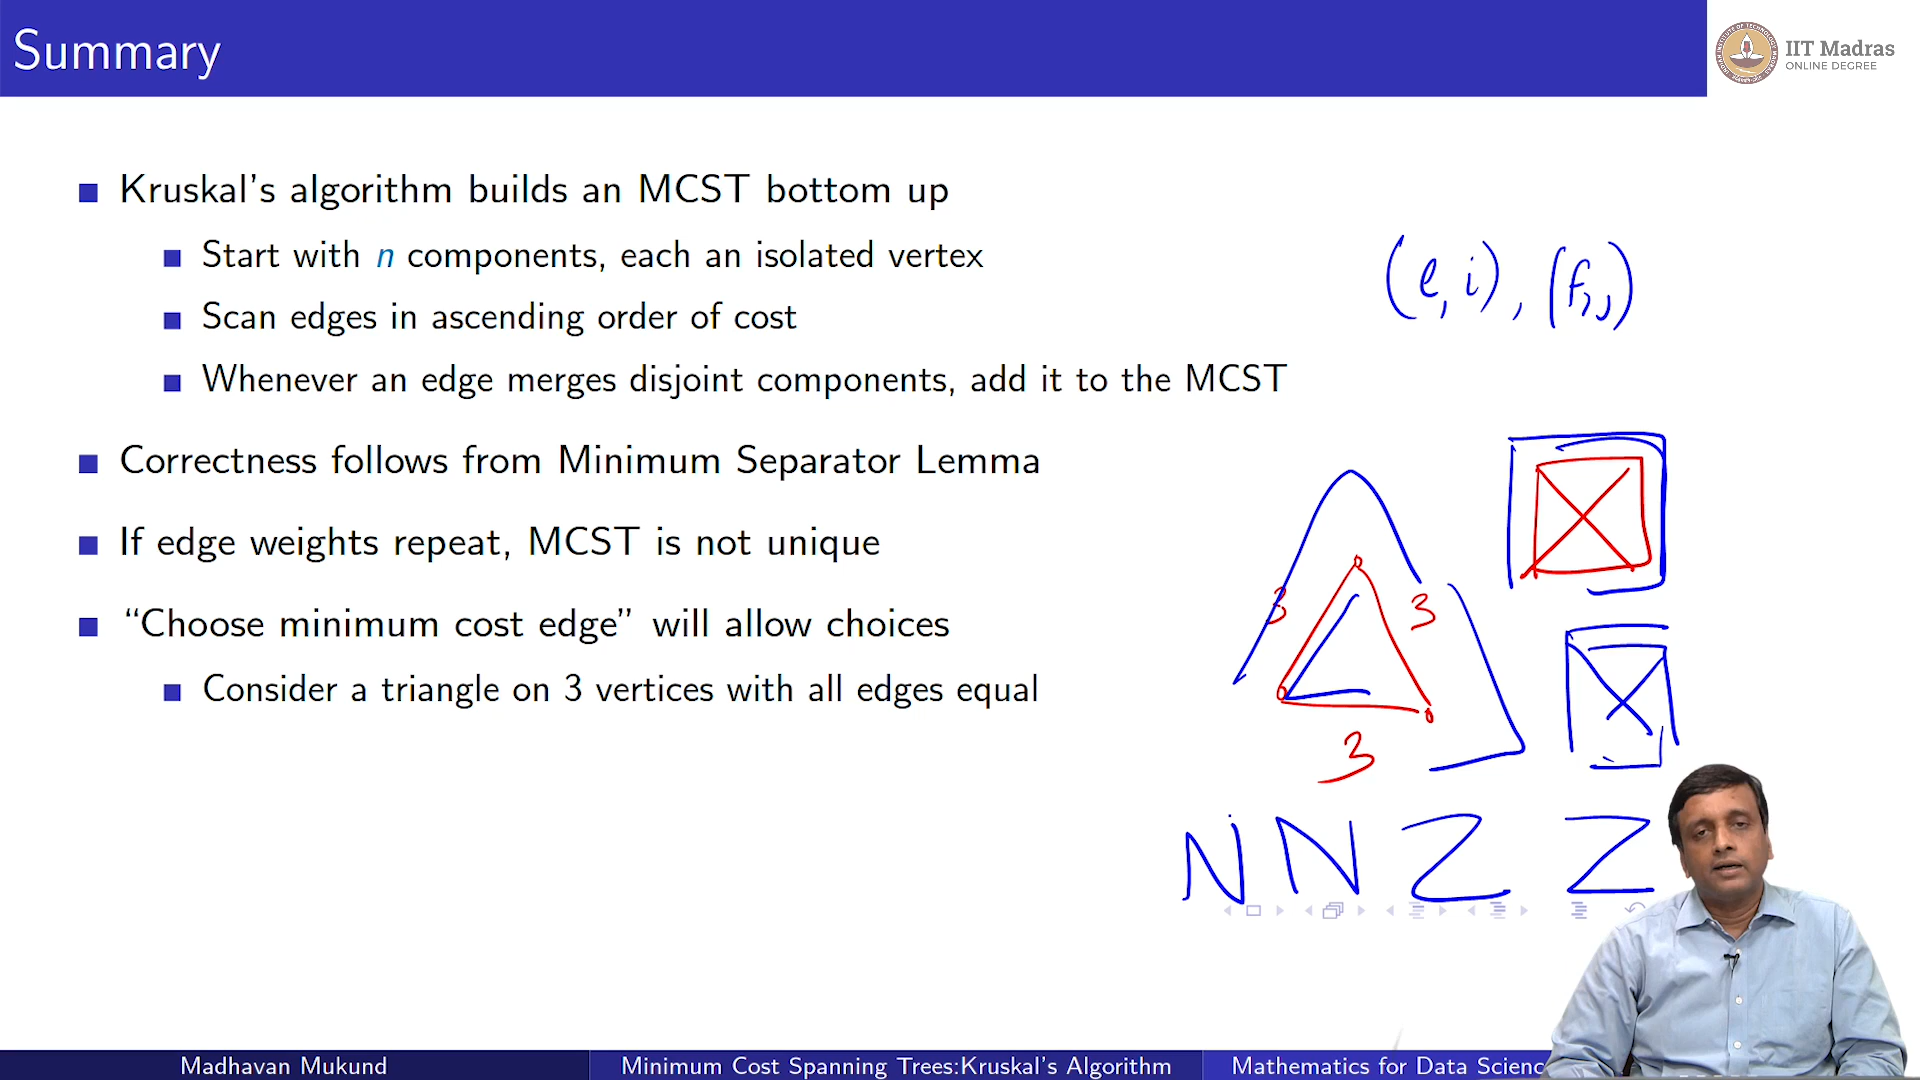 Summary
IIT Madras
ONLINE DEGREE
Kruskal's algorithm builds an MCST bottom up
Start with n components, each an isolated vertex
Scan edges in ascending order of cost
Whenever an edge merges disjoint components, add it to the MCST
Correctness follows from Minimum Separator Lemma
If edge weights repeat, MCST is not unique
“Choose minimum cost edge” will allow choices
Consider a triangle on 3 vertices with all edges equal
(e, i), (f, j)
3 3
3
N N Z Z
Madhavan Mukund
Minimum Cost Spanning Trees:Kruskal's Algorithm
Mathematics for Data